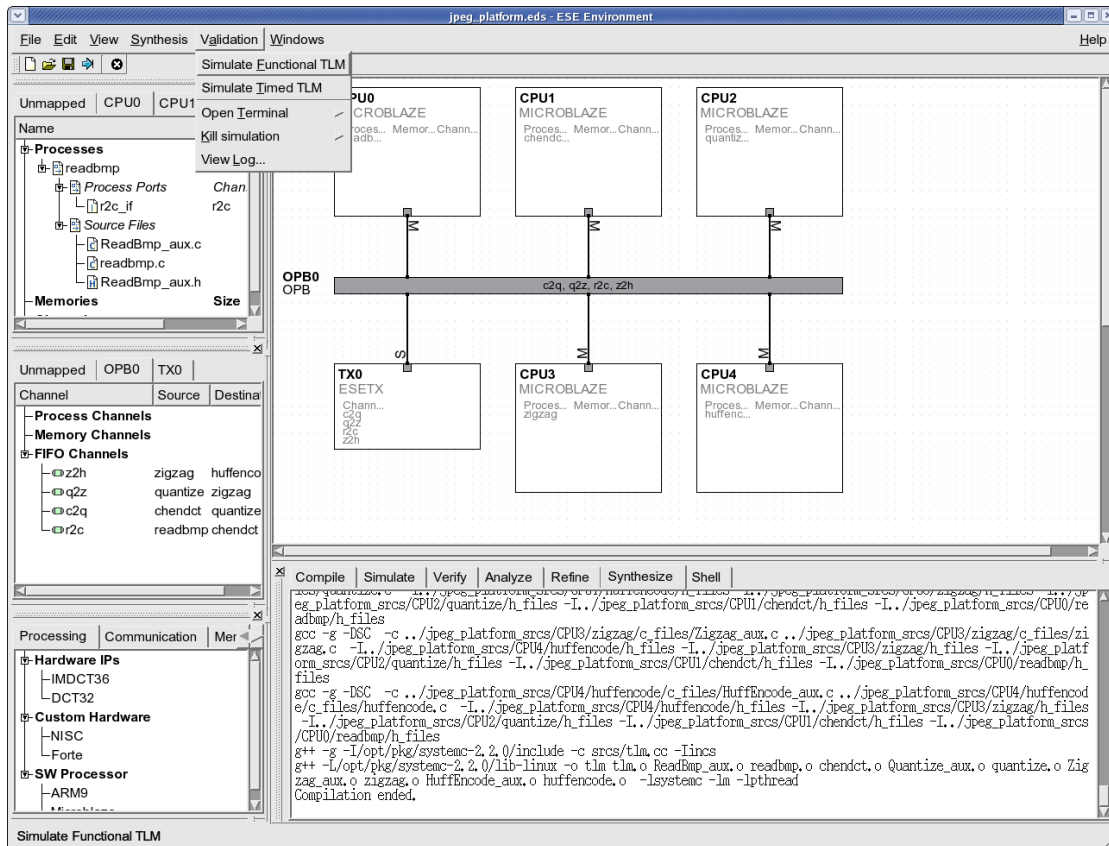 jpeg_platform.eds - ESE Environment
File Edit View Synthesis Validation Windows Help
Simulate Functional TLM
Simulate Timed TLM
Open Terminal
Kill simulation
View Log...
Unmapped CPU0 CPU1
Name
Processes
readbmp
Process Ports Chan
r2c_if r2c
Source Files
ReadBmp_aux.c
readbmp.c
ReadBmp_aux.h
Memories Size
Unmapped OPB0 TX0
Channel Source Destina
Process Channels
Memory Channels
FIFO Channels
z2h zigzag huffenco
q2z quantize zigzag
c2q chendct quantize
r2c readbmp chendct
Processing Communication Mer
Hardware IPs
IMDCT36
DCT32
Custom Hardware
NISC
Forte
SW Processor
ARM9
PU0
CROBLAZE
roces... Memor... Chann...
eadb...
CPU1
MICROBLAZE
Proces... Memor... Chann...
chendc...
CPU2
MICROBLAZE
Proces... Memor... Chann...
quantiz...
M M M
OPB0
OPB
c2q, q2z, r2c, z2h
S M M
TX0
ESETX
Chann...
c2q
q2z
r2c
z2h
CPU3
MICROBLAZE
Proces... Memor... Chann...
zigzag
CPU4
MICROBLAZE
Proces... Memor... Chann...
huffenc...
Compile Simulate Verify Analyze Refine Synthesize Shell
eg_platform_srcs/CPU2/quantize/h_files -I../jpeg_platform_srcs/CPU1/chendct/h_files -I../jpeg_platform_srcs/CPU0/re
adbmp/h_files
gcc -g -DSC -c ../jpeg_platform_srcs/CPU3/zigzag/c_files/Zigzag_aux.c ../jpeg_platform_srcs/CPU3/zigzag/c_files/zi
gzag.c -I../jpeg_platform_srcs/CPU4/huffencode/h_files -I../jpeg_platform_srcs/CPU3/zigzag/h_files -I../jpeg_platf
orm_srcs/CPU2/quantize/h_files -I../jpeg_platform_srcs/CPU1/chendct/h_files -I../jpeg_platform_srcs/CPU0/readbmp/h_
files
gcc -g -DSC -c ../jpeg_platform_srcs/CPU4/huffencode/c_files/HuffEncode_aux.c ../jpeg_platform_srcs/CPU4/huffencod
e/c_files/huffencode.c -I../jpeg_platform_srcs/CPU4/huffencode/h_files -I../jpeg_platform_srcs/CPU3/zigzag/h_files
-I../jpeg_platform_srcs/CPU2/quantize/h_files -I../jpeg_platform_srcs/CPU1/chendct/h_files -I../jpeg_platform_srcs
/CPU0/readbmp/h_files
g++ -g -I/opt/pkg/systemc-2.2.0/include -c srcs/tlm.cc -Iincs
g++ -L/opt/pkg/systemc-2.2.0/lib-linux -o tlm tlm.o ReadBmp_aux.o readbmp.o chendct.o Quantize_aux.o quantize.o Zig
zag_aux.o zigzag.o HuffEncode_aux.o huffencode.o -lsystemc -lm -lpthread
Compilation ended.
Simulate Functional TLM